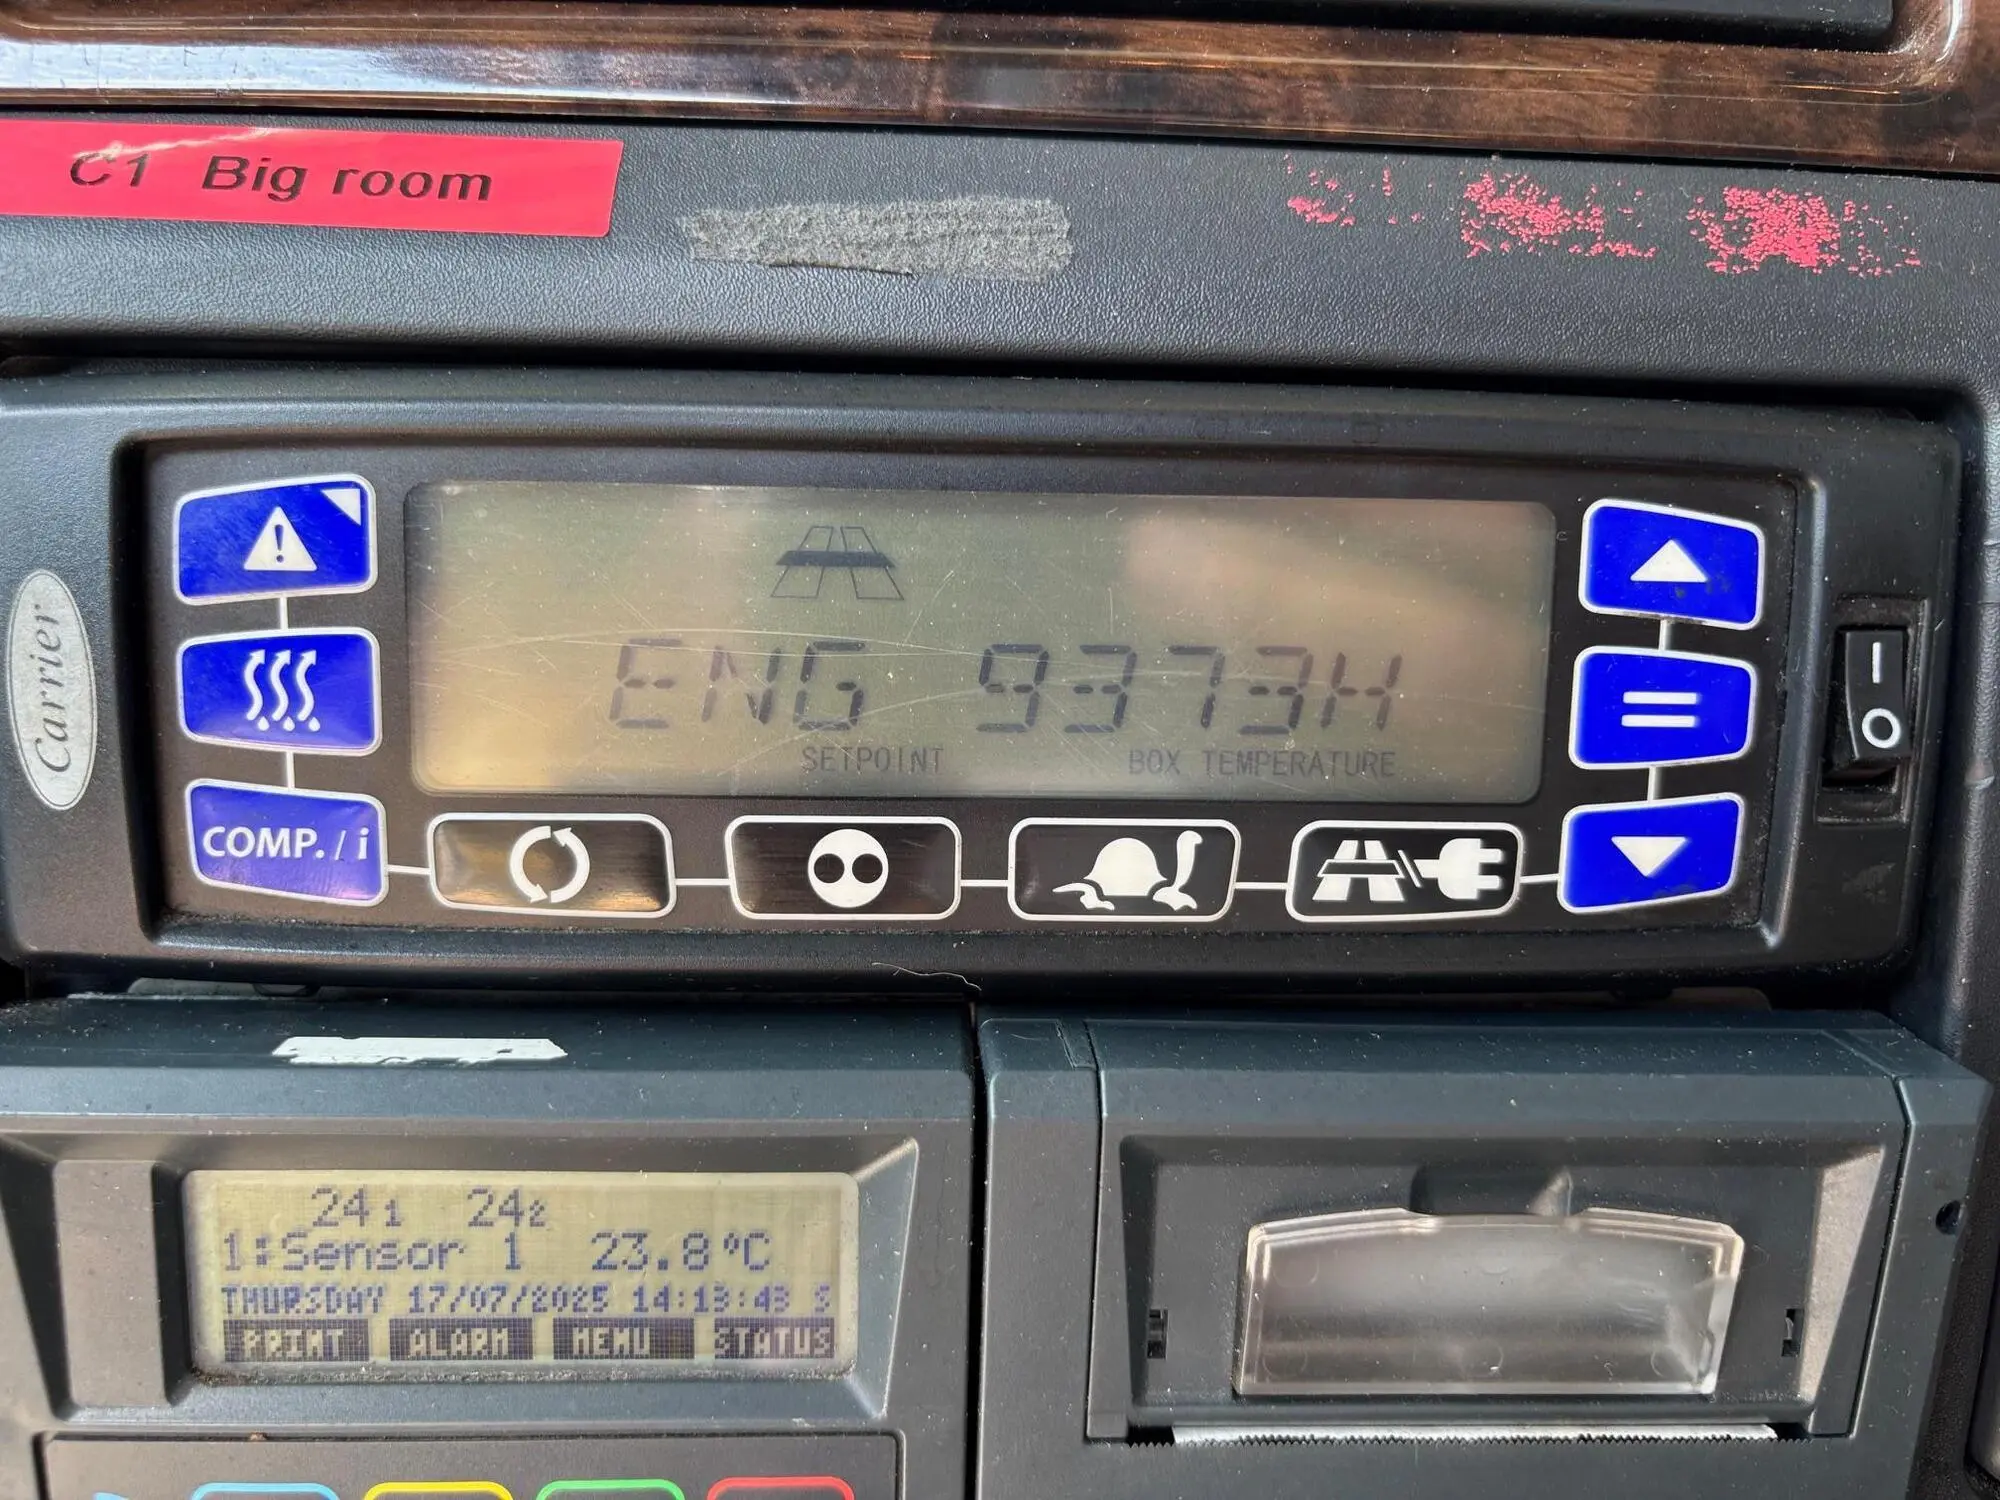 C1 Big room
Carrier
ENG 9373H
SETPOINT BOX TEMPERATURE
COMP. / i
24₁ 24₂
1:Sensor 1 23.8°C
THURSDAY 17/07/2025 14:13:43 S
PRINT ALARM MENU STATUS